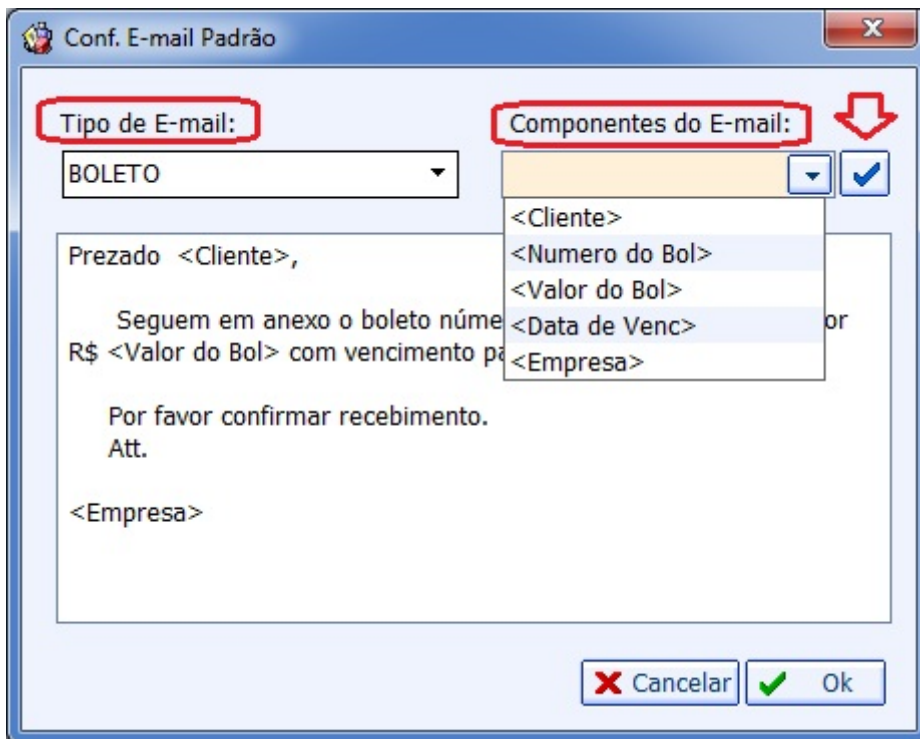 Conf. E-mail Padrão
Tipo de E-mail:
Componentes do E-mail:
BOLETO
<Cliente>
<Numero do Bol>
<Valor do Bol>
<Data de Venc>
<Empresa>
Prezado <Cliente>,
Seguem em anexo o boleto or
R$ <Valor do Bol> com vencimento
Por favor confirmar recebimento.
Att.
<Empresa>
Cancelar
Ok